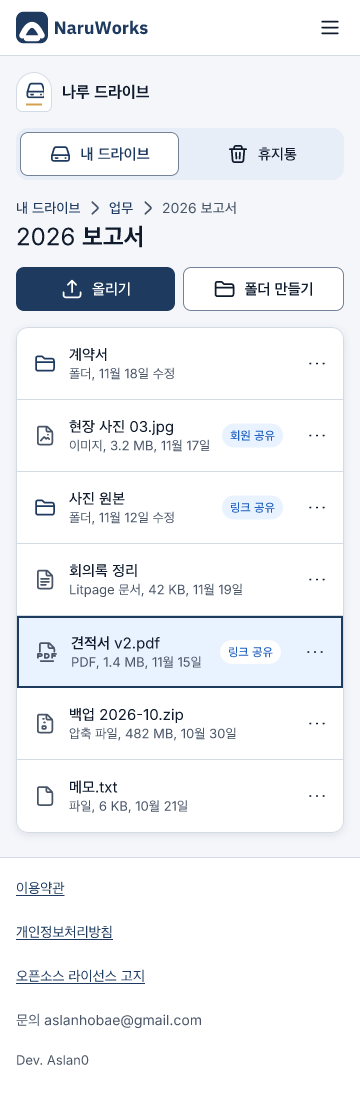 NaruWorks
나루 드라이브
내 드라이브
휴지통
내 드라이브 > 업무 > 2026 보고서
2026 보고서
올리기
폴더 만들기
계약서
폴더, 11월 18일 수정
현장 사진 03.jpg
이미지, 3.2 MB, 11월 17일
회원 공유
사진 원본
폴더, 11월 12일 수정
링크 공유
회의록 정리
Litpage 문서, 42 KB, 11월 19일
PDF
견적서 v2.pdf
PDF, 1.4 MB, 11월 15일
링크 공유
백업 2026-10.zip
압축 파일, 482 MB, 10월 30일
메모.txt
파일, 6 KB, 10월 21일
이용약관
개인정보처리방침
오픈소스 라이선스 고지
문의 aslanhobae@gmail.com
Dev. Aslan0